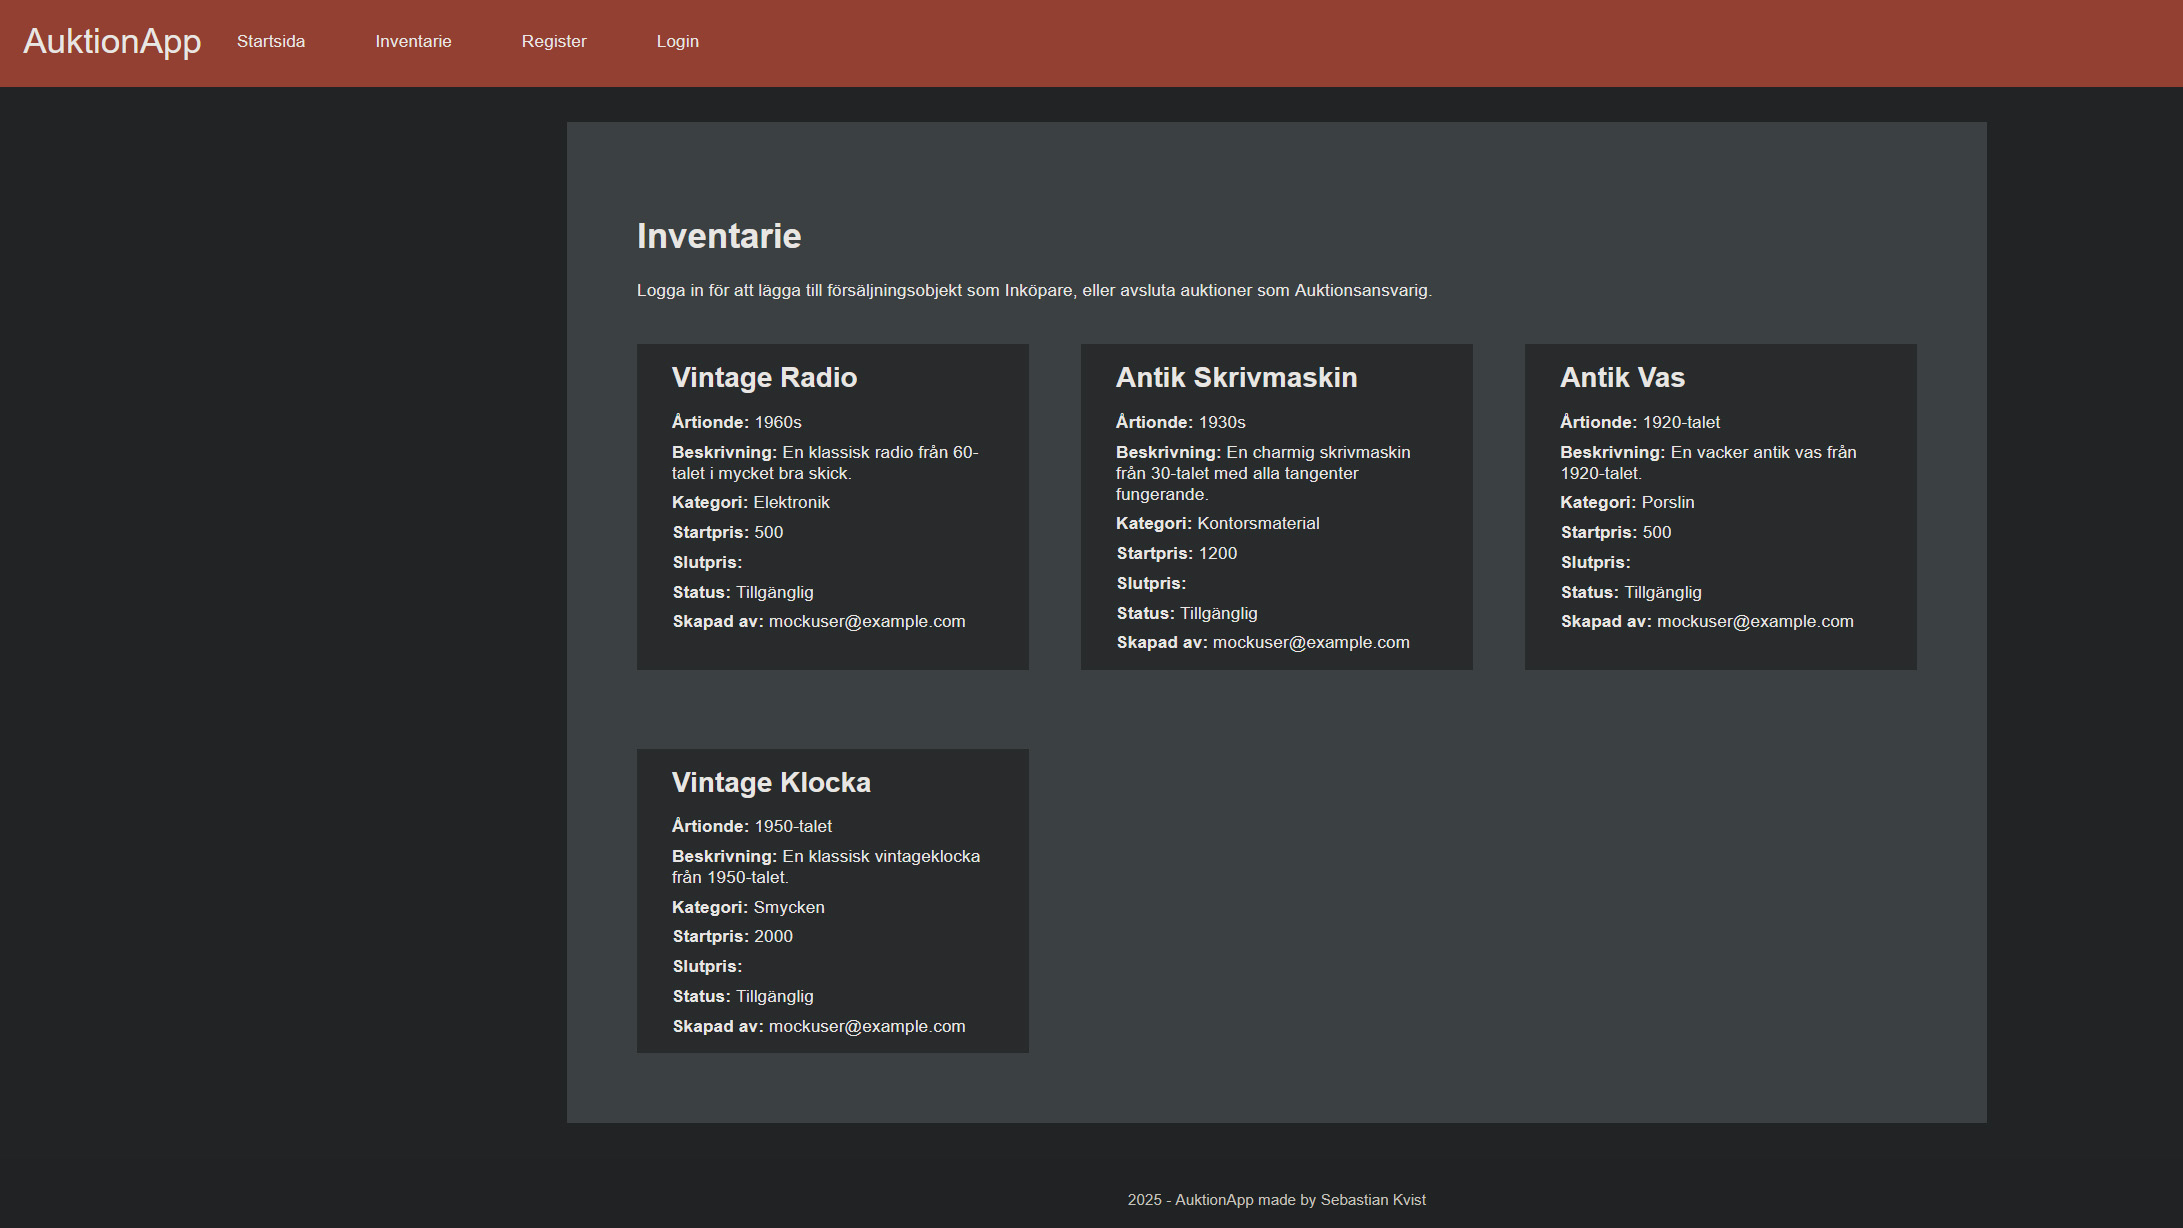 AuktionApp Startsida Inventarie Register Login
Inventarie
Logga in för att lägga till försäljningsobjekt som Inköpare, eller avsluta auktioner som Auktionsansvarig.
Vintage Radio
Årtionde: 1960s
Beskrivning: En klassisk radio från 60-
talet i mycket bra skick.
Kategori: Elektronik
Startpris: 500
Slutpris:
Status: Tillgänglig
Skapad av: mockuser@example.com
Antik Skrivmaskin
Årtionde: 1930s
Beskrivning: En charmig skrivmaskin
från 30-talet med alla tangenter
fungerande.
Kategori: Kontorsmaterial
Startpris: 1200
Slutpris:
Status: Tillgänglig
Skapad av: mockuser@example.com
Antik Vas
Årtionde: 1920-talet
Beskrivning: En vacker antik vas från
1920-talet.
Kategori: Porslin
Startpris: 500
Slutpris:
Status: Tillgänglig
Skapad av: mockuser@example.com
Vintage Klocka
Årtionde: 1950-talet
Beskrivning: En klassisk vintageklocka
från 1950-talet.
Kategori: Smycken
Startpris: 2000
Slutpris:
Status: Tillgänglig
Skapad av: mockuser@example.com
2025 - AuktionApp made by Sebastian Kvist